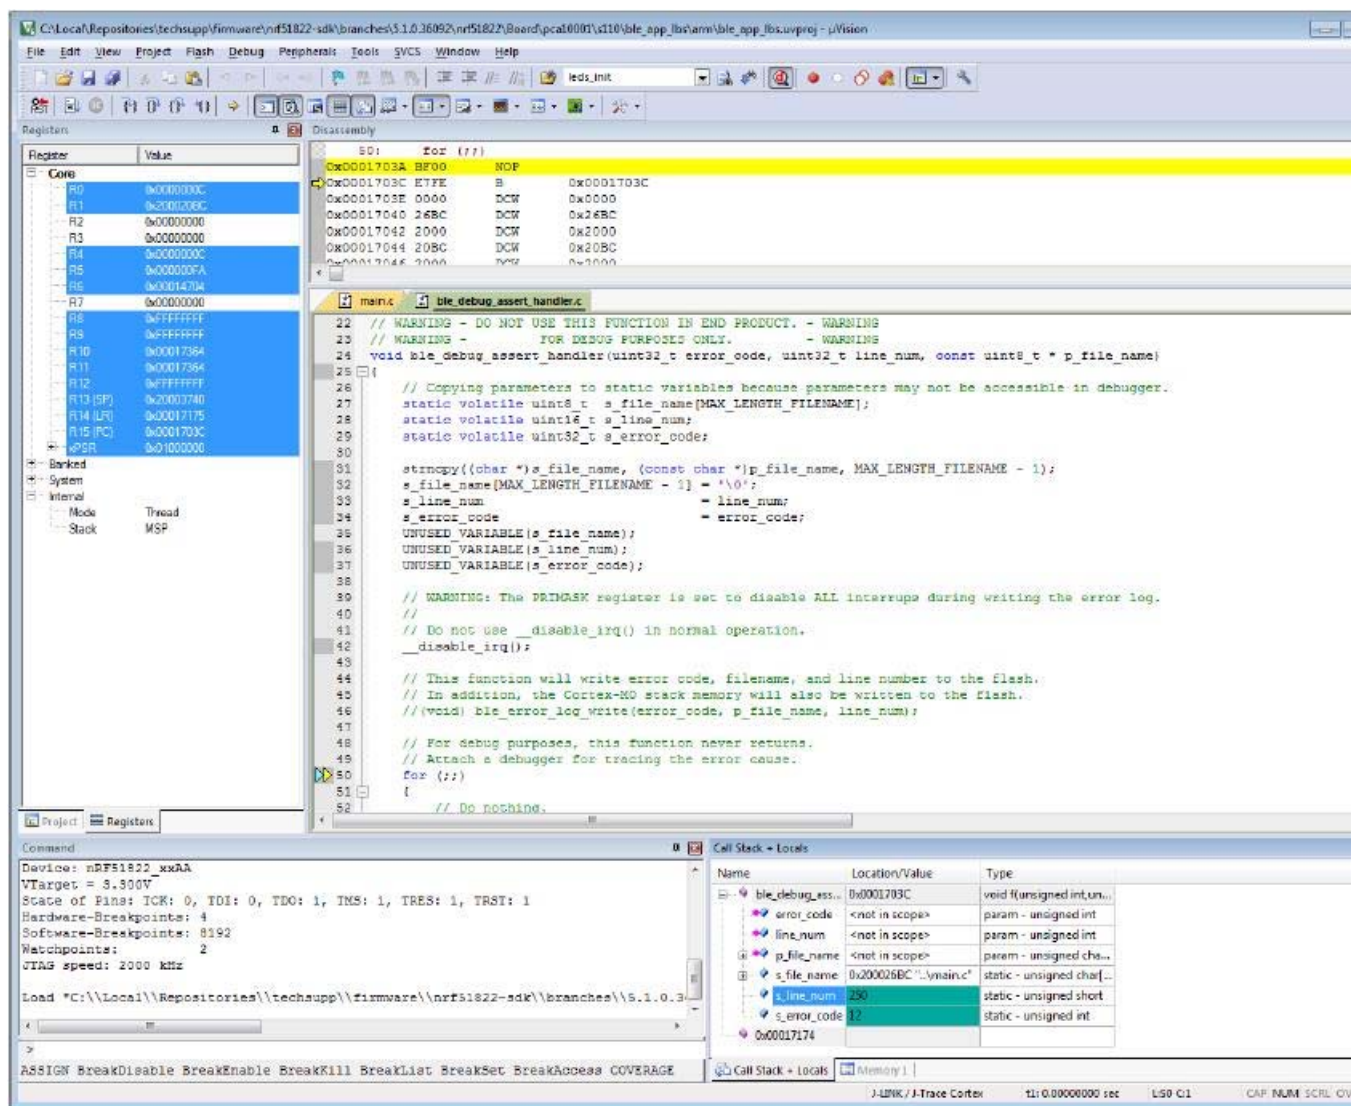 C:\Local\Repositories\techsupp\firmware\nrf51822-sdk\branches\5.1.0.36092\nrf51822\Board\pca10001\s110\ble_app_lbs\arm\ble_app_lbs.uvproj - µVision
File Edit View Project Flash Debug Peripherals Tools SVCS Window Help
leds_init
Registers
Register Value
Core
R0 0x0000000C
R1 0x200020BC
R2 0x00000000
R3 0x00000000
R4 0x0000000C
R5 0x000000FA
R6 0x00014704
R7 0x00000000
R8 0xFFFFFFFF
R9 0xFFFFFFFF
R10 0x00017364
R11 0x00017364
R12 0xFFFFFFFF
R13 (SP) 0x20003740
R14 (LR) 0x00017175
R15 (PC) 0x0001703C
xPSR 0x01000000
Banked
System
Internal
Mode Thread
Stack MSP
Project Registers
Disassembly
50: for (;;)
0x0001703A BF00 NOP
0x0001703C E7FE B 0x0001703C
0x0001703E 0000 DCW 0x0000
0x00017040 26BC DCW 0x26BC
0x00017042 2000 DCW 0x2000
0x00017044 20BC DCW 0x20BC
0x00017046 2000 DCW 0x2000
main.c ble_debug_assert_handler.c
22 // WARNING - DO NOT USE THIS FUNCTION IN END PRODUCT. - WARNING
23 // WARNING - FOR DEBUG PURPOSES ONLY. - WARNING
24 void ble_debug_assert_handler(uint32_t error_code, uint32_t line_num, const uint8_t * p_file_name)
25 {
26 // Copying parameters to static variables because parameters may not be accessible in debugger.
27 static volatile uint8_t s_file_name[MAX_LENGTH_FILENAME];
28 static volatile uint16_t s_line_num;
29 static volatile uint32_t s_error_code;
30
31 strncpy((char *)s_file_name, (const char *)p_file_name, MAX_LENGTH_FILENAME - 1);
32 s_file_name[MAX_LENGTH_FILENAME - 1] = '\0';
33 s_line_num = line_num;
34 s_error_code = error_code;
35 UNUSED_VARIABLE(s_file_name);
36 UNUSED_VARIABLE(s_line_num);
37 UNUSED_VARIABLE(s_error_code);
38
39 // WARNING: The PRIMASK register is set to disable ALL interrups during writing the error log.
40 //
41 // Do not use __disable_irq() in normal operation.
42 __disable_irq();
43
44 // This function will write error code, filename, and line number to the flash.
45 // In addition, the Cortex-M0 stack memory will also be written to the flash.
46 //(void) ble_error_log_write(error_code, p_file_name, line_num);
47
48 // For debug purposes, this function never returns.
49 // Attach a debugger for tracing the error cause.
50 for (;;)
51 {
52 // Do nothing.
Command
Device: nRF51822_xxAA
VTarget = 3.300V
State of Pins: TCK: 0, TDI: 0, TDO: 1, TMS: 1, TRES: 1, TRST: 1
Hardware-Breakpoints: 4
Software-Breakpoints: 8192
Watchpoints: 2
JTAG speed: 2000 kHz
Load "C:\\Local\\Repositories\\techsupp\\firmware\\nrf51822-sdk\\branches\\5.1.0.3
>
ASSIGN BreakDisable BreakEnable BreakKill BreakList BreakSet BreakAccess COVERAGE
Call Stack + Locals
Name Location/Value Type
ble_debug_ass... 0x0001703C void f(unsigned int,un...
error_code <not in scope> param - unsigned int
line_num <not in scope> param - unsigned int
p_file_name <not in scope> param - unsigned cha...
s_file_name 0x200026BC "..\main.c" static - unsigned char[...
s_line_num 250 static - unsigned short
s_error_code 12 static - unsigned int
0x00017174
Call Stack + Locals Memory 1
J-LINK / J-Trace Cortex t1: 0.00000000 sec L:50 C:1 CAP NUM SCRL OV